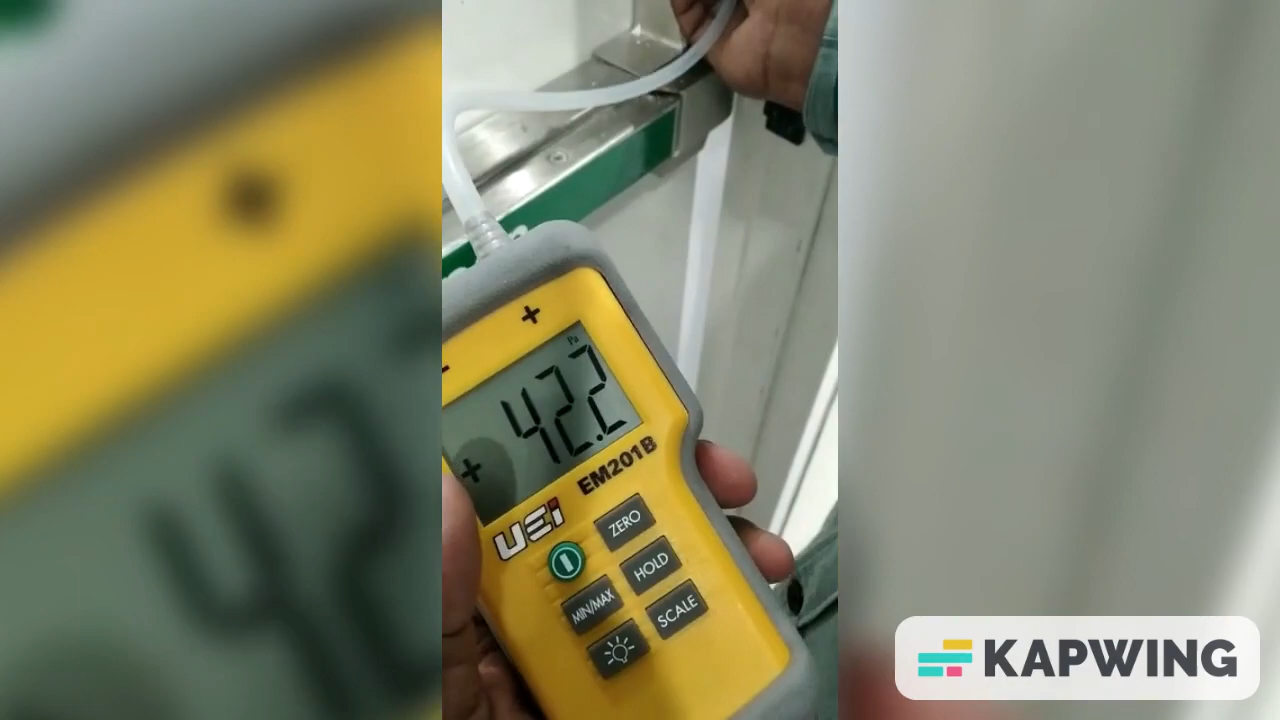 +
Pa
42.2
EM201B
UEi
ZERO
HOLD
MIN/MAX
SCALE
KAPWING